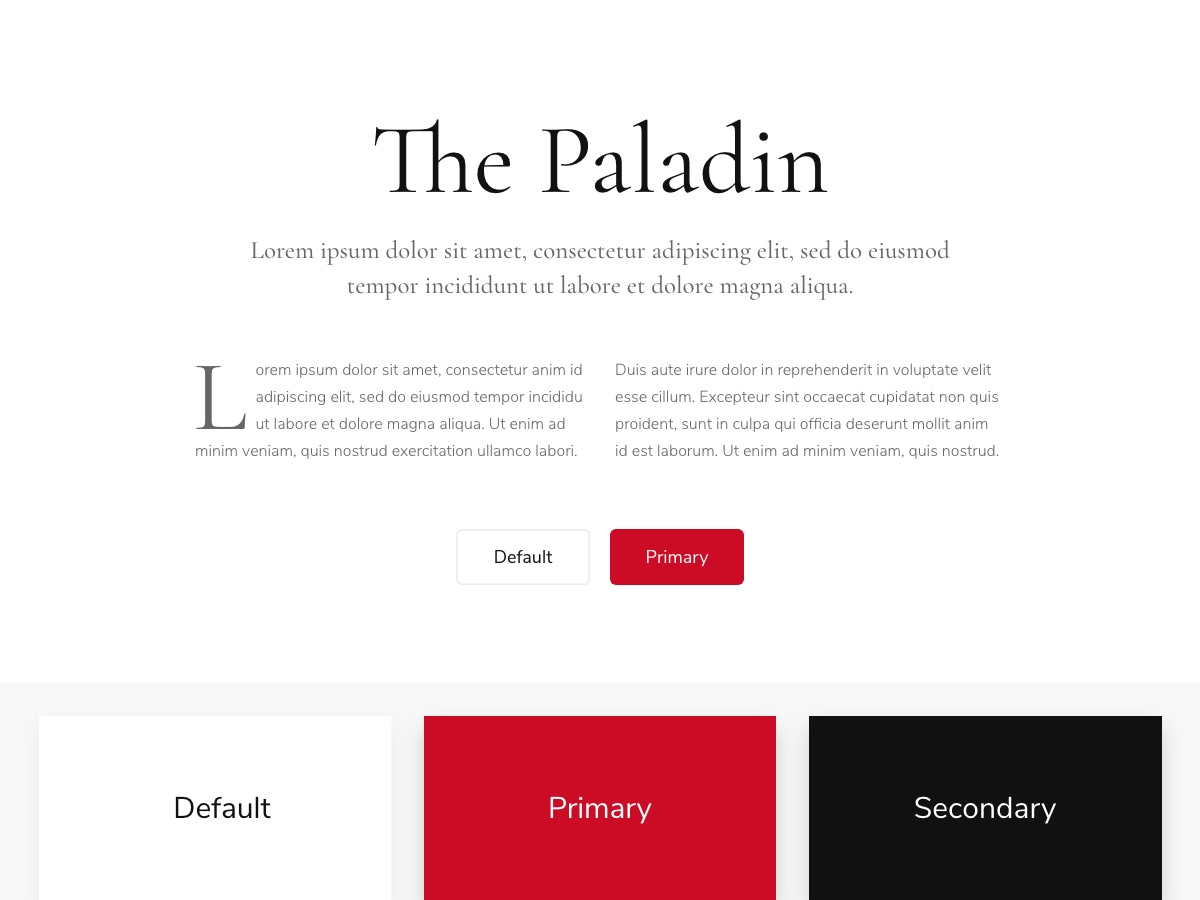 The Paladin
Lorem ipsum dolor sit amet, consectetur adipiscing elit, sed do eiusmod
tempor incididunt ut labore et dolore magna aliqua.
Lorem ipsum dolor sit amet, consectetur anim id
adipiscing elit, sed do eiusmod tempor incididu
ut labore et dolore magna aliqua. Ut enim ad
minim veniam, quis nostrud exercitation ullamco labori.
Duis aute irure dolor in reprehenderit in voluptate velit
esse cillum. Excepteur sint occaecat cupidatat non quis
proident, sunt in culpa qui officia deserunt mollit anim
id est laborum. Ut enim ad minim veniam, quis nostrud.
Default
Primary
Default
Primary
Secondary